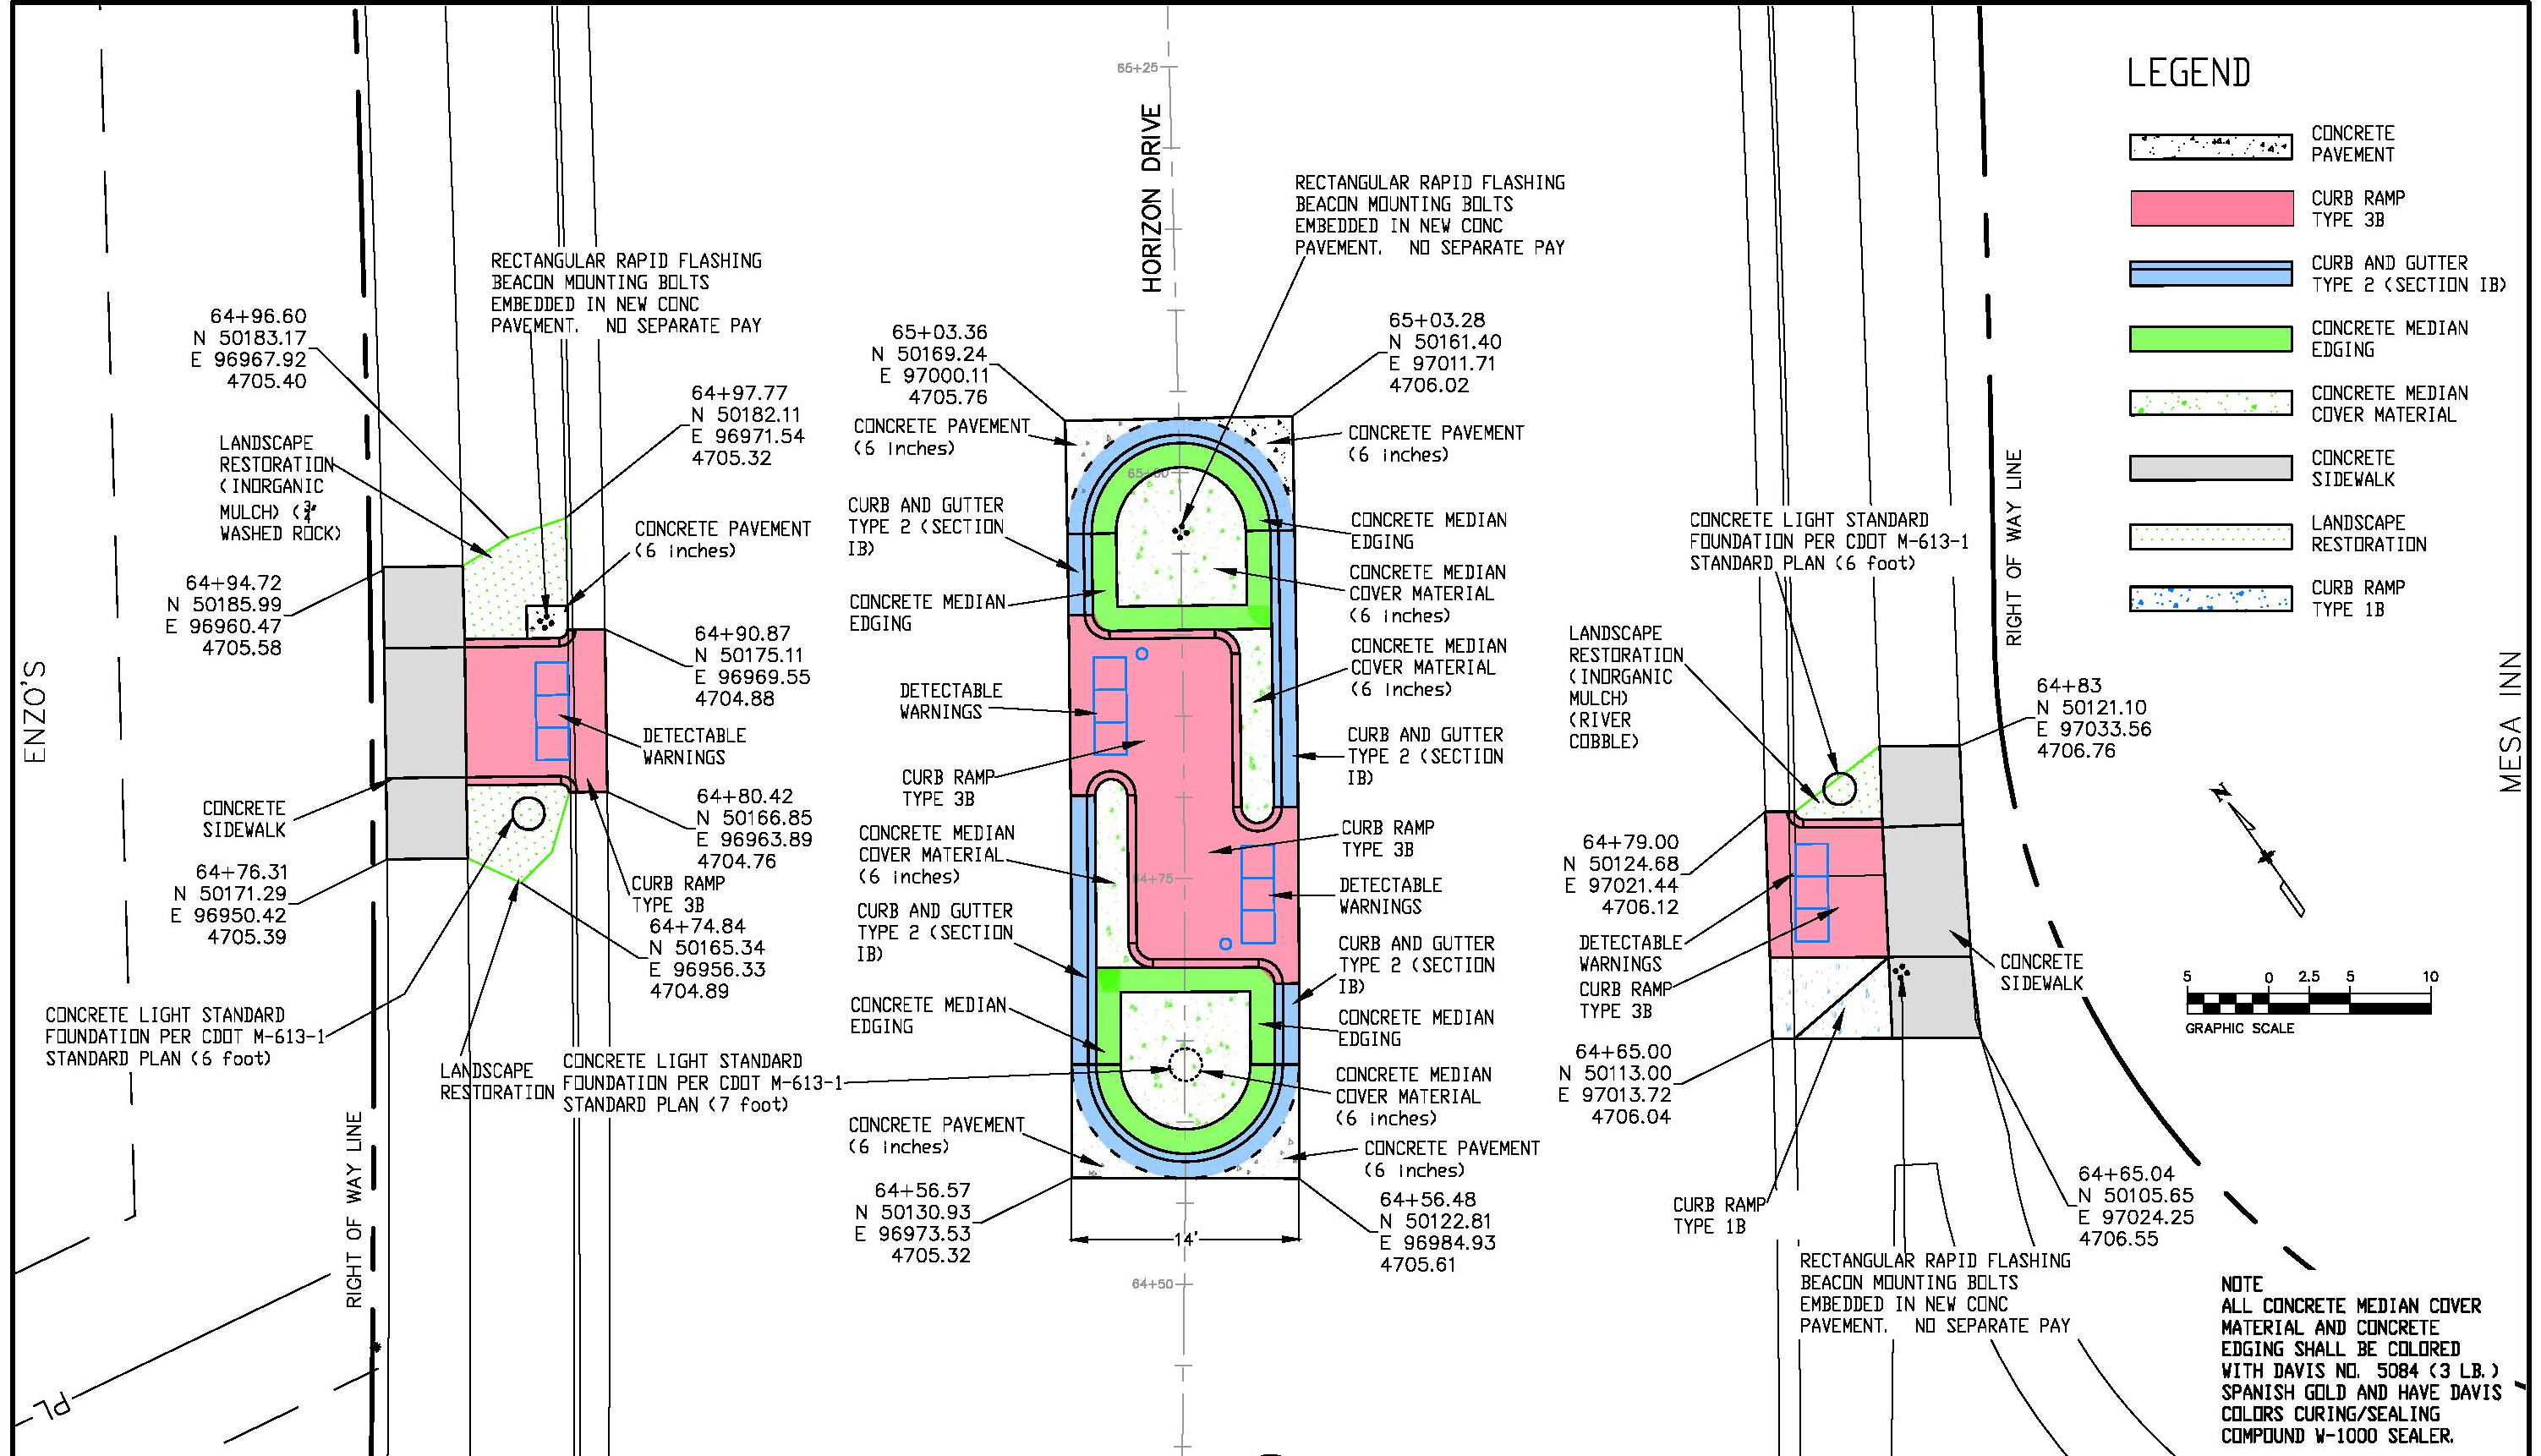 66+25
HORIZON DRIVE
LEGEND
CONCRETE
PAVEMENT
CURB RAMP
TYPE 3B
CURB AND GUTTER
TYPE 2 (SECTION IB)
CONCRETE MEDIAN
EDGING
CONCRETE MEDIAN
COVER MATERIAL
CONCRETE
SIDEWALK
LANDSCAPE
RESTORATION
CURB RAMP
TYPE 1B
RECTANGULAR RAPID FLASHING
BEACON MOUNTING BOLTS
EMBEDDED IN NEW CONC
PAVEMENT. NO SEPARATE PAY
RECTANGULAR RAPID FLASHING
BEACON MOUNTING BOLTS
EMBEDDED IN NEW CONC
PAVEMENT. NO SEPARATE PAY
64+96.60
N 50183.17
E 96967.92
4705.40
64+97.77
N 50182.11
E 96971.54
4705.32
LANDSCAPE
RESTORATION
(INORGANIC
MULCH) (3/4"
WASHED ROCK)
CONCRETE PAVEMENT
(6 inches)
64+94.72
N 50185.99
E 96960.47
4705.58
64+90.87
N 50175.11
E 96969.55
4704.88
DETECTABLE
WARNINGS
CONCRETE
SIDEWALK
64+80.42
N 50166.85
E 96963.89
4704.76
64+76.31
N 50171.29
E 96950.42
4705.39
CURB RAMP
TYPE 3B
64+74.84
N 50165.34
E 96956.33
4704.89
CONCRETE LIGHT STANDARD
FOUNDATION PER CDOT M-613-1
STANDARD PLAN (6 foot)
LANDSCAPE
RESTORATION
CONCRETE LIGHT STANDARD
FOUNDATION PER CDOT M-613-1
STANDARD PLAN (7 foot)
ENZO'S
RIGHT OF WAY LINE
PL
65+03.36
N 50169.24
E 97000.11
4705.76
65+03.28
N 50161.40
E 97011.71
4706.02
CONCRETE PAVEMENT
(6 inches)
CONCRETE PAVEMENT
(6 inches)
65+00
CURB AND GUTTER
TYPE 2 (SECTION
IB)
CONCRETE MEDIAN
EDGING
CONCRETE MEDIAN
COVER MATERIAL
(6 inches)
CONCRETE MEDIAN
EDGING
CONCRETE MEDIAN
COVER MATERIAL
(6 inches)
DETECTABLE
WARNINGS
CURB AND GUTTER
TYPE 2 (SECTION
IB)
CURB RAMP
TYPE 3B
CURB RAMP
TYPE 3B
CONCRETE MEDIAN
COVER MATERIAL
(6 inches)
64+75
DETECTABLE
WARNINGS
CURB AND GUTTER
TYPE 2 (SECTION
IB)
CURB AND GUTTER
TYPE 2 (SECTION
IB)
CONCRETE MEDIAN
EDGING
CONCRETE MEDIAN
EDGING
CONCRETE MEDIAN
COVER MATERIAL
(6 inches)
CONCRETE PAVEMENT
(6 inches)
CONCRETE PAVEMENT
(6 inches)
64+56.57
N 50130.93
E 96973.53
4705.32
64+56.48
N 50122.81
E 96984.93
4705.61
14'
64+50
CONCRETE LIGHT STANDARD
FOUNDATION PER CDOT M-613-1
STANDARD PLAN (6 foot)
LANDSCAPE
RESTORATION
(INORGANIC
MULCH)
(RIVER
COBBLE)
RIGHT OF WAY LINE
MESA INN
64+83
N 50121.10
E 97033.56
4706.76
64+79.00
N 50124.68
E 97021.44
4706.12
N
DETECTABLE
WARNINGS
CURB RAMP
TYPE 3B
CONCRETE
SIDEWALK
5 0 2.5 5 10
GRAPHIC SCALE
64+65.00
N 50113.00
E 97013.72
4706.04
CURB RAMP
TYPE 1B
64+65.04
N 50105.65
E 97024.25
4706.55
RECTANGULAR RAPID FLASHING
BEACON MOUNTING BOLTS
EMBEDDED IN NEW CONC
PAVEMENT. NO SEPARATE PAY
NOTE
ALL CONCRETE MEDIAN COVER
MATERIAL AND CONCRETE
EDGING SHALL BE COLORED
WITH DAVIS NO. 5084 (3 LB.)
SPANISH GOLD AND HAVE DAVIS
COLORS CURING/SEALING
COMPOUND W-1000 SEALER.